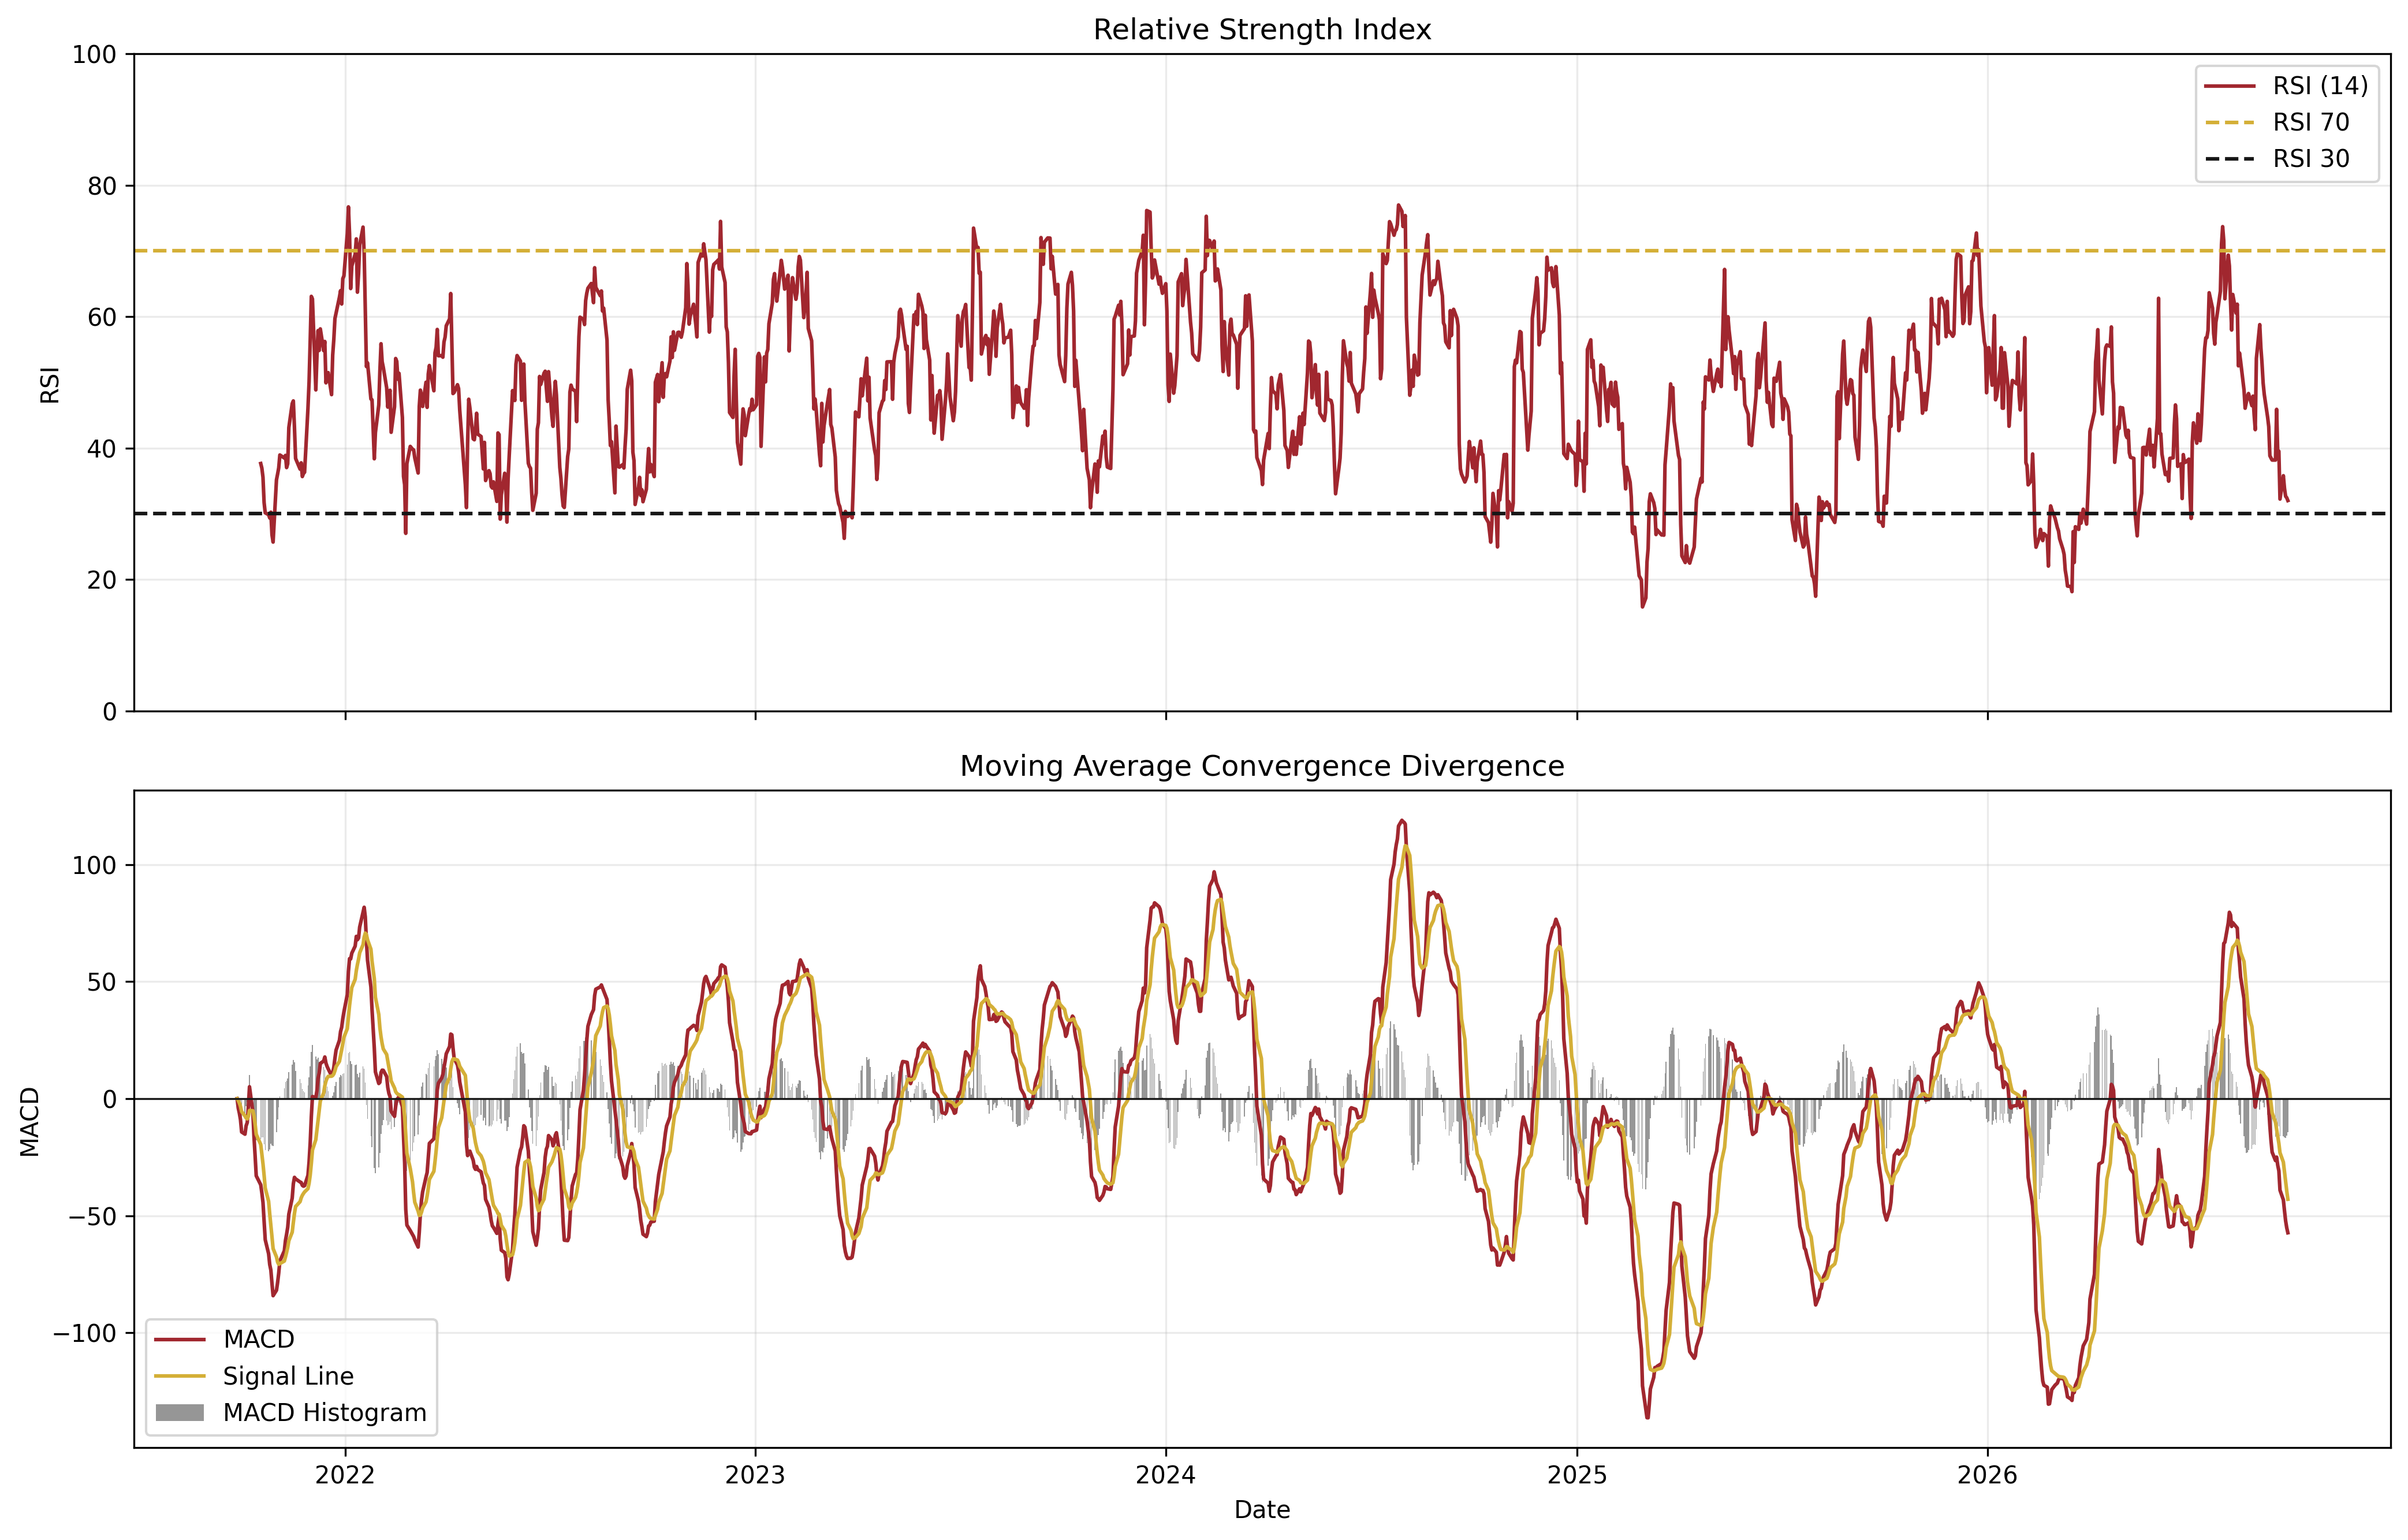 Relative Strength Index
100
80
60
40
20
0
RSI
RSI (14)
RSI 70
RSI 30
Moving Average Convergence Divergence
100
50
0
−50
−100
MACD
MACD
Signal Line
MACD Histogram
2022
2023
2024
2025
2026
Date